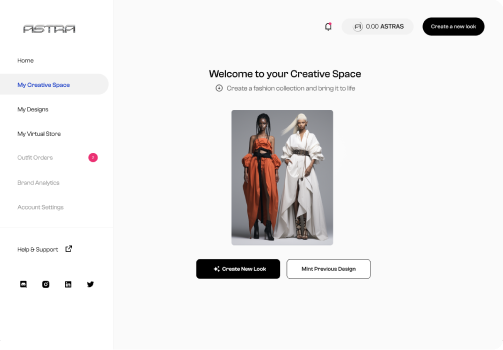 ASTRA
Home
My Creative Space
My Designs
My Virtual Store
Outfit Orders
Brand Analytics
Account Settings
Help & Support
0.00 ASTRAS
Create a new look
Welcome to your Creative Space
Create a fashion collection and bring it to life
Create New Look
Mint Previous Design